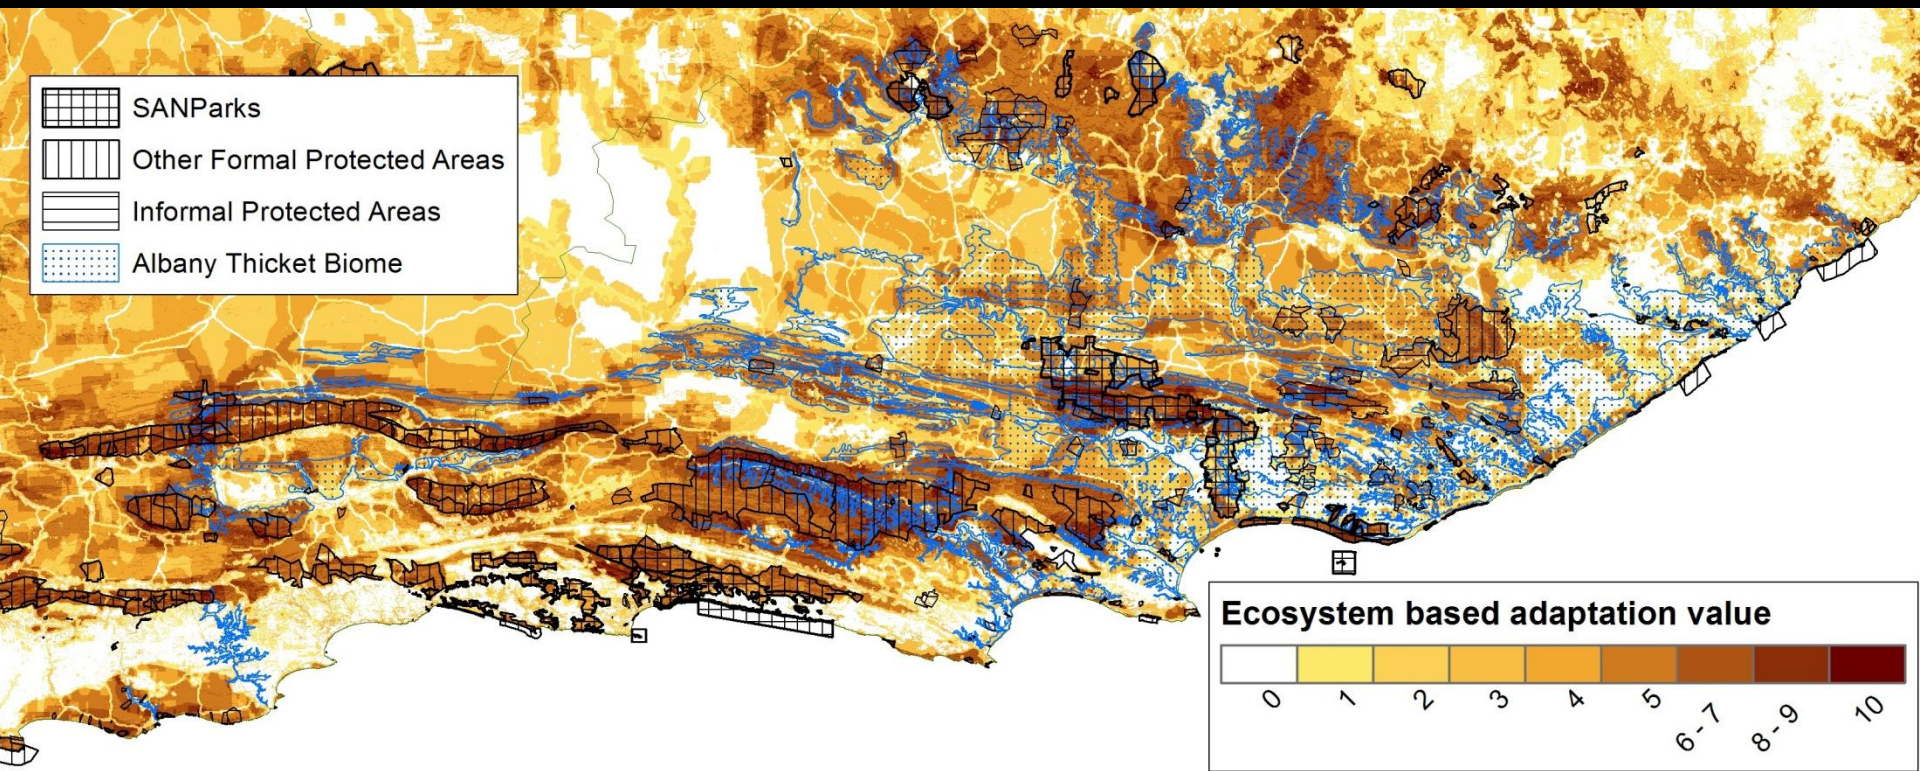 SANParks
Other Formal Protected Areas
Informal Protected Areas
Albany Thicket Biome
Ecosystem based adaptation value
0 1 2 3 4 5 6 - 7 8 - 9 10